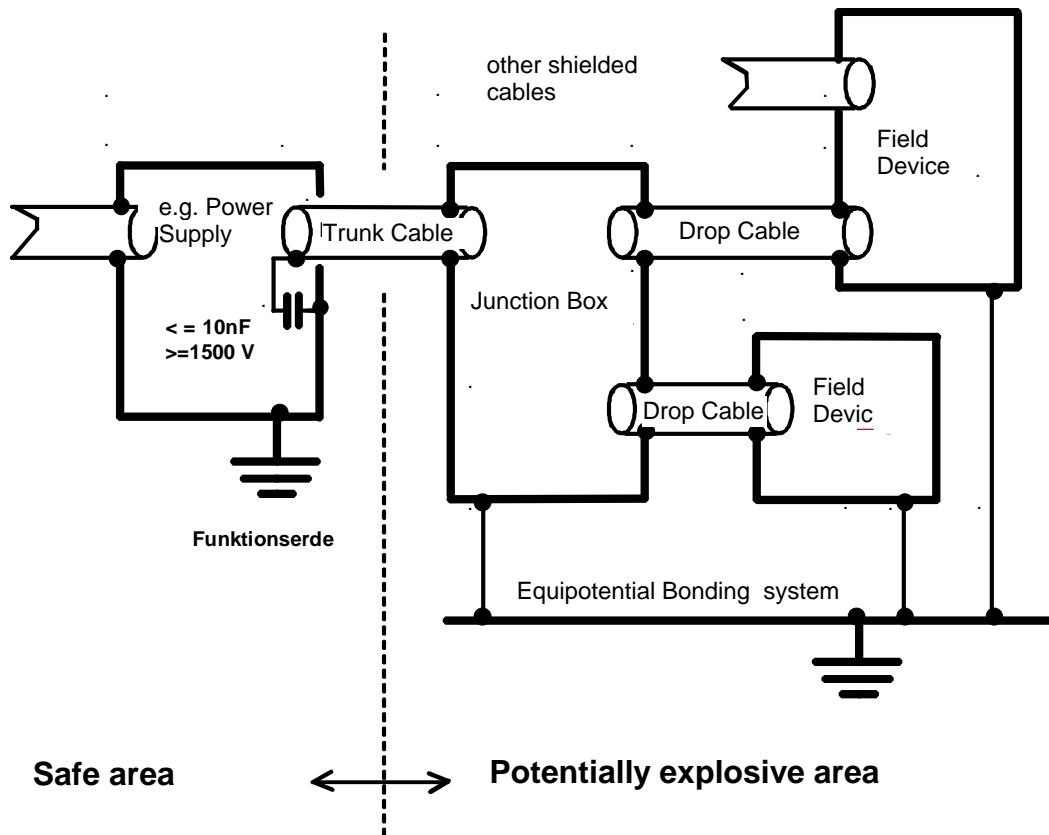 other shielded
cables
Field
Device
e.g. Power
Supply
Trunk Cable
Drop Cable
Junction Box
< = 10nF
>=1500 V
Drop Cable
Field
Devic
Funktionserde
Equipotential Bonding system
Safe area
Potentially explosive area